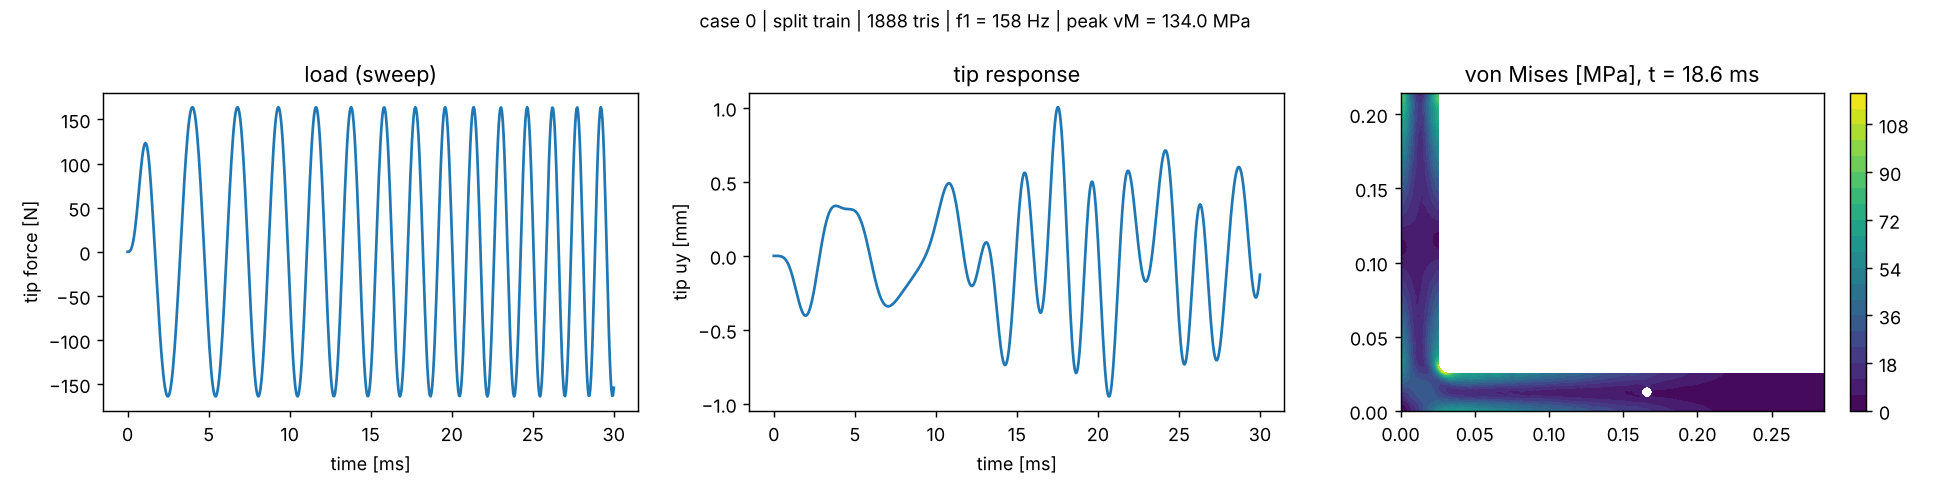 case 0 | split train | 1888 tris | f1 = 158 Hz | peak vM = 134.0 MPa
load (sweep)
tip force [N]
150
100
50
0
−50
−100
−150
0 5 10 15 20 25 30
time [ms]
tip response
tip uy [mm]
1.0
0.5
0.0
−0.5
−1.0
0 5 10 15 20 25 30
time [ms]
von Mises [MPa], t = 18.6 ms
0.20
0.15
0.10
0.05
0.00
0.00 0.05 0.10 0.15 0.20 0.25
108
90
72
54
36
18
0